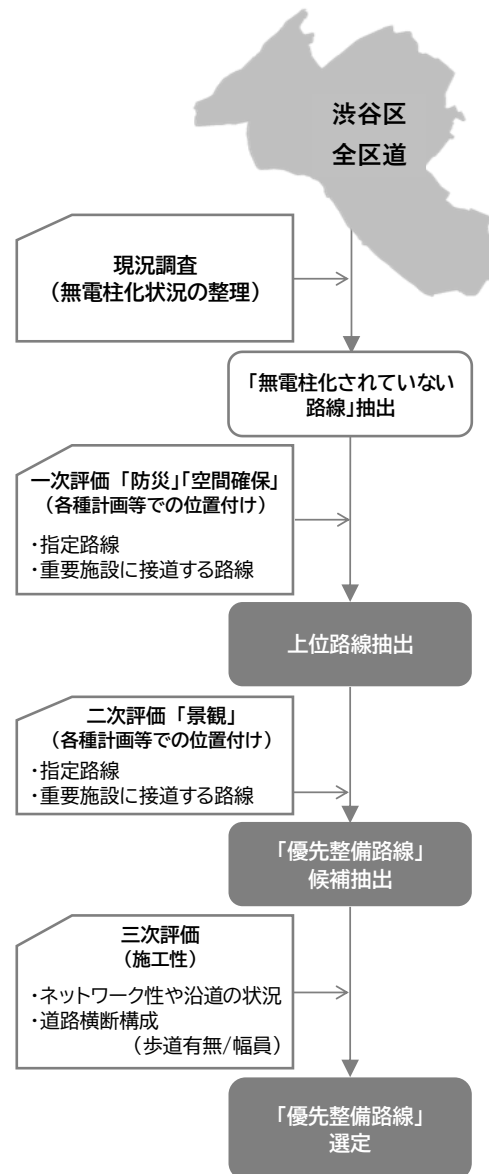 渋谷区
全区道
現況調査
（無電柱化状況の整理）
「無電柱化されていない
路線」抽出
一次評価 「防災」「空間確保」
（各種計画等での位置付け）
・指定路線
・重要施設に接道する路線
上位路線抽出
二次評価 「景観」
（各種計画等での位置付け）
・指定路線
・重要施設に接道する路線
「優先整備路線」
候補抽出
三次評価
（施工性）
・ネットワーク性や沿道の状況
・道路横断構成
（歩道有無/幅員）
「優先整備路線」
選定